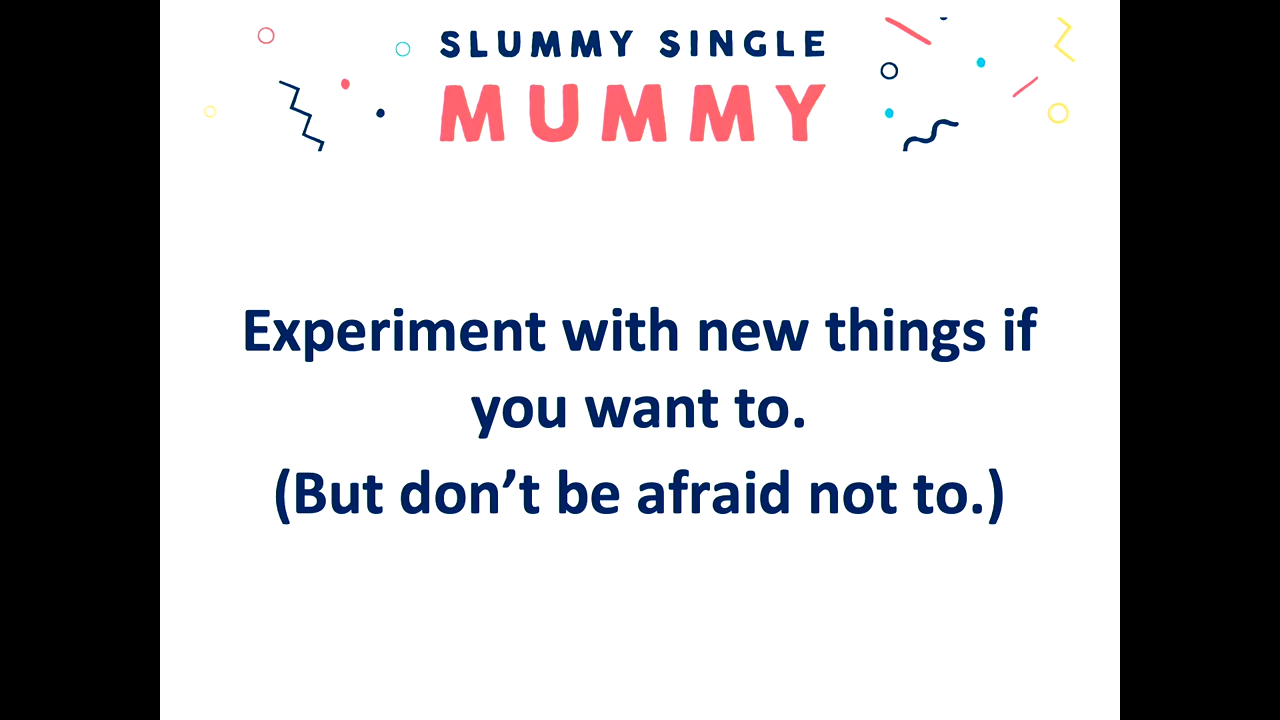 SLUMMY SINGLE
MUMMY
Experiment with new things if
you want to.
(But don’t be afraid not to.)